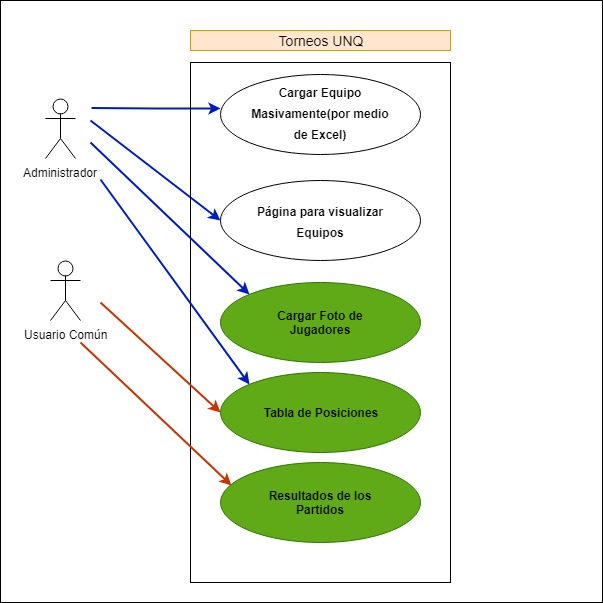 Torneos UNQ
Cargar Equipo
Masivamente(por medio
de Excel)
Administrador
Página para visualizar
Equipos
Usuario Común
Cargar Foto de
Jugadores
Tabla de Posiciones
Resultados de los
Partidos